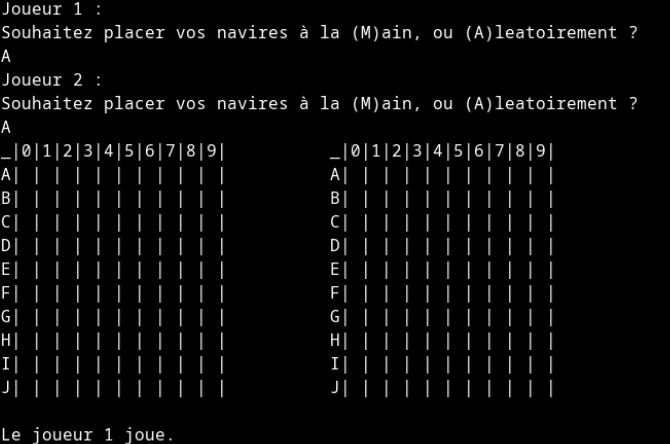 Joueur 1 :
Souhaitez placer vos navires à la (M)ain, ou (A)leatoirement ?
A
Joueur 2 :
Souhaitez placer vos navires à la (M)ain, ou (A)leatoirement ?
A
_|0|1|2|3|4|5|6|7|8|9|          _|0|1|2|3|4|5|6|7|8|9|
A| | | | | | | | | | |          A| | | | | | | | | | |
B| | | | | | | | | | |          B| | | | | | | | | | |
C| | | | | | | | | | |          C| | | | | | | | | | |
D| | | | | | | | | | |          D| | | | | | | | | | |
E| | | | | | | | | | |          E| | | | | | | | | | |
F| | | | | | | | | | |          F| | | | | | | | | | |
G| | | | | | | | | | |          G| | | | | | | | | | |
H| | | | | | | | | | |          H| | | | | | | | | | |
I| | | | | | | | | | |          I| | | | | | | | | | |
J| | | | | | | | | | |          J| | | | | | | | | | |
Le joueur 1 joue.